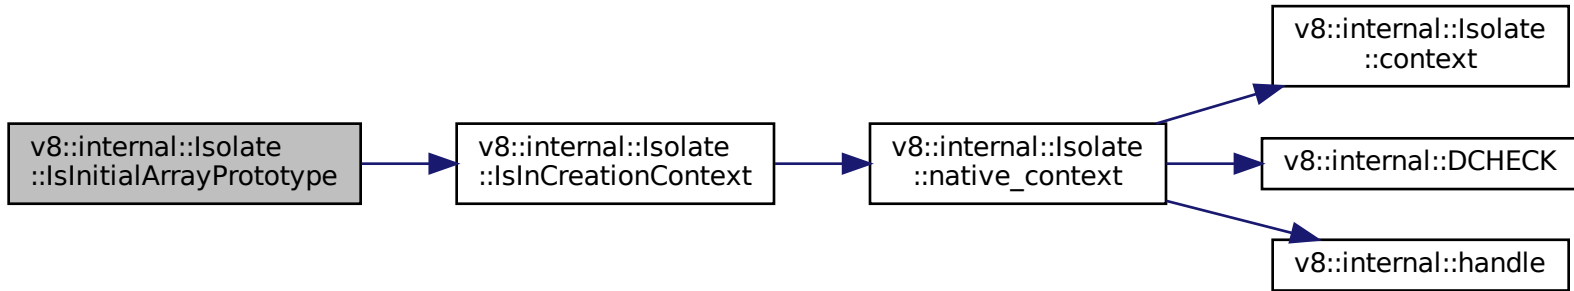 v8::internal::Isolate
::IsInitialArrayPrototype
v8::internal::Isolate
::IsInCreationContext
v8::internal::Isolate
::native_context
v8::internal::Isolate
::context
v8::internal::DCHECK
v8::internal::handle